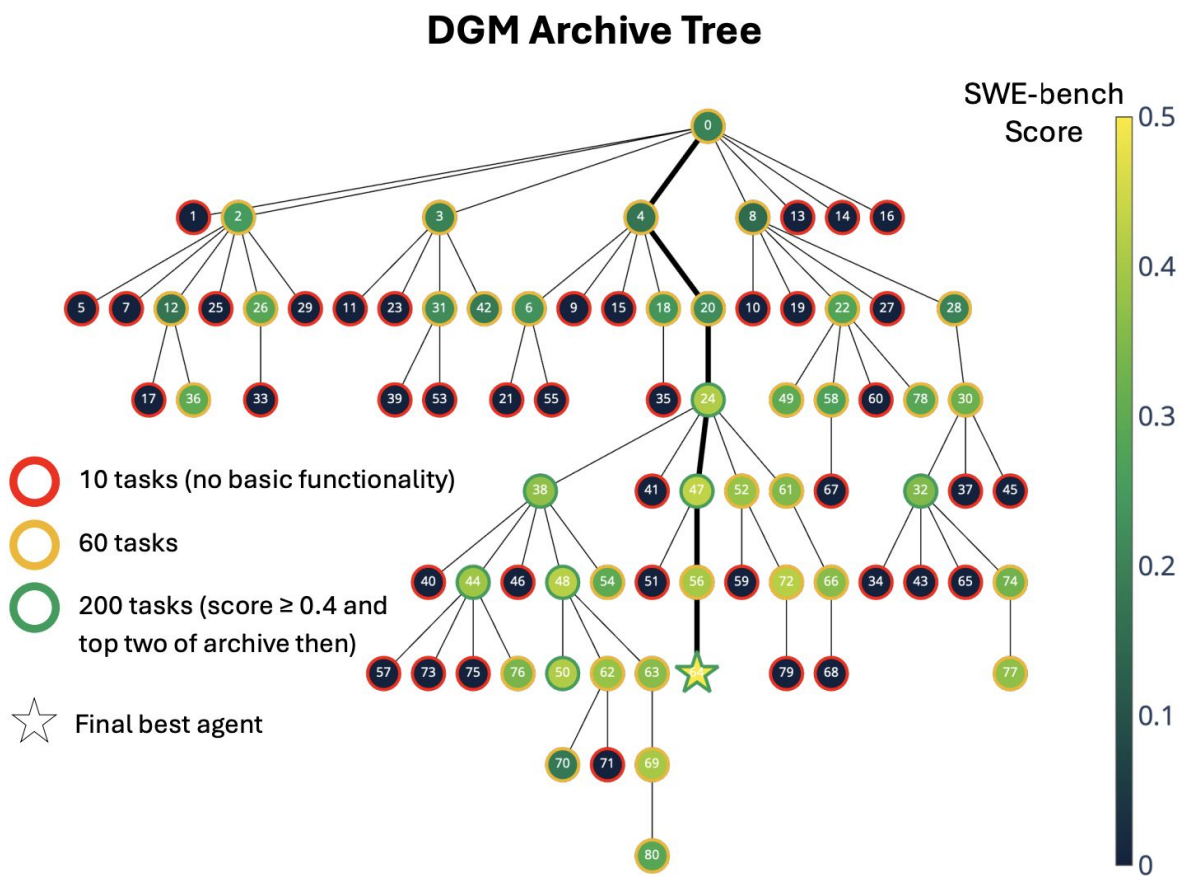 DGM Archive Tree
SWE-bench
Score
0.5
0.4
0.3
0.2
0.1
0
0
1 2 3 4 8 13 14 16
5 7 12 25 26 29 11 23 31 42 6 9 15 18 20 10 19 22 27 28
17 36 33 39 53 21 55 35 24 49 58 60 78 30
38 41 47 52 61 67 32 37 45
40 44 46 48 54 51 56 59 72 66 34 43 65 74
57 73 75 76 50 62 63 64 79 68 77
70 71 69
80
10 tasks (no basic functionality)
60 tasks
200 tasks (score ≥ 0.4 and
top two of archive then)
Final best agent